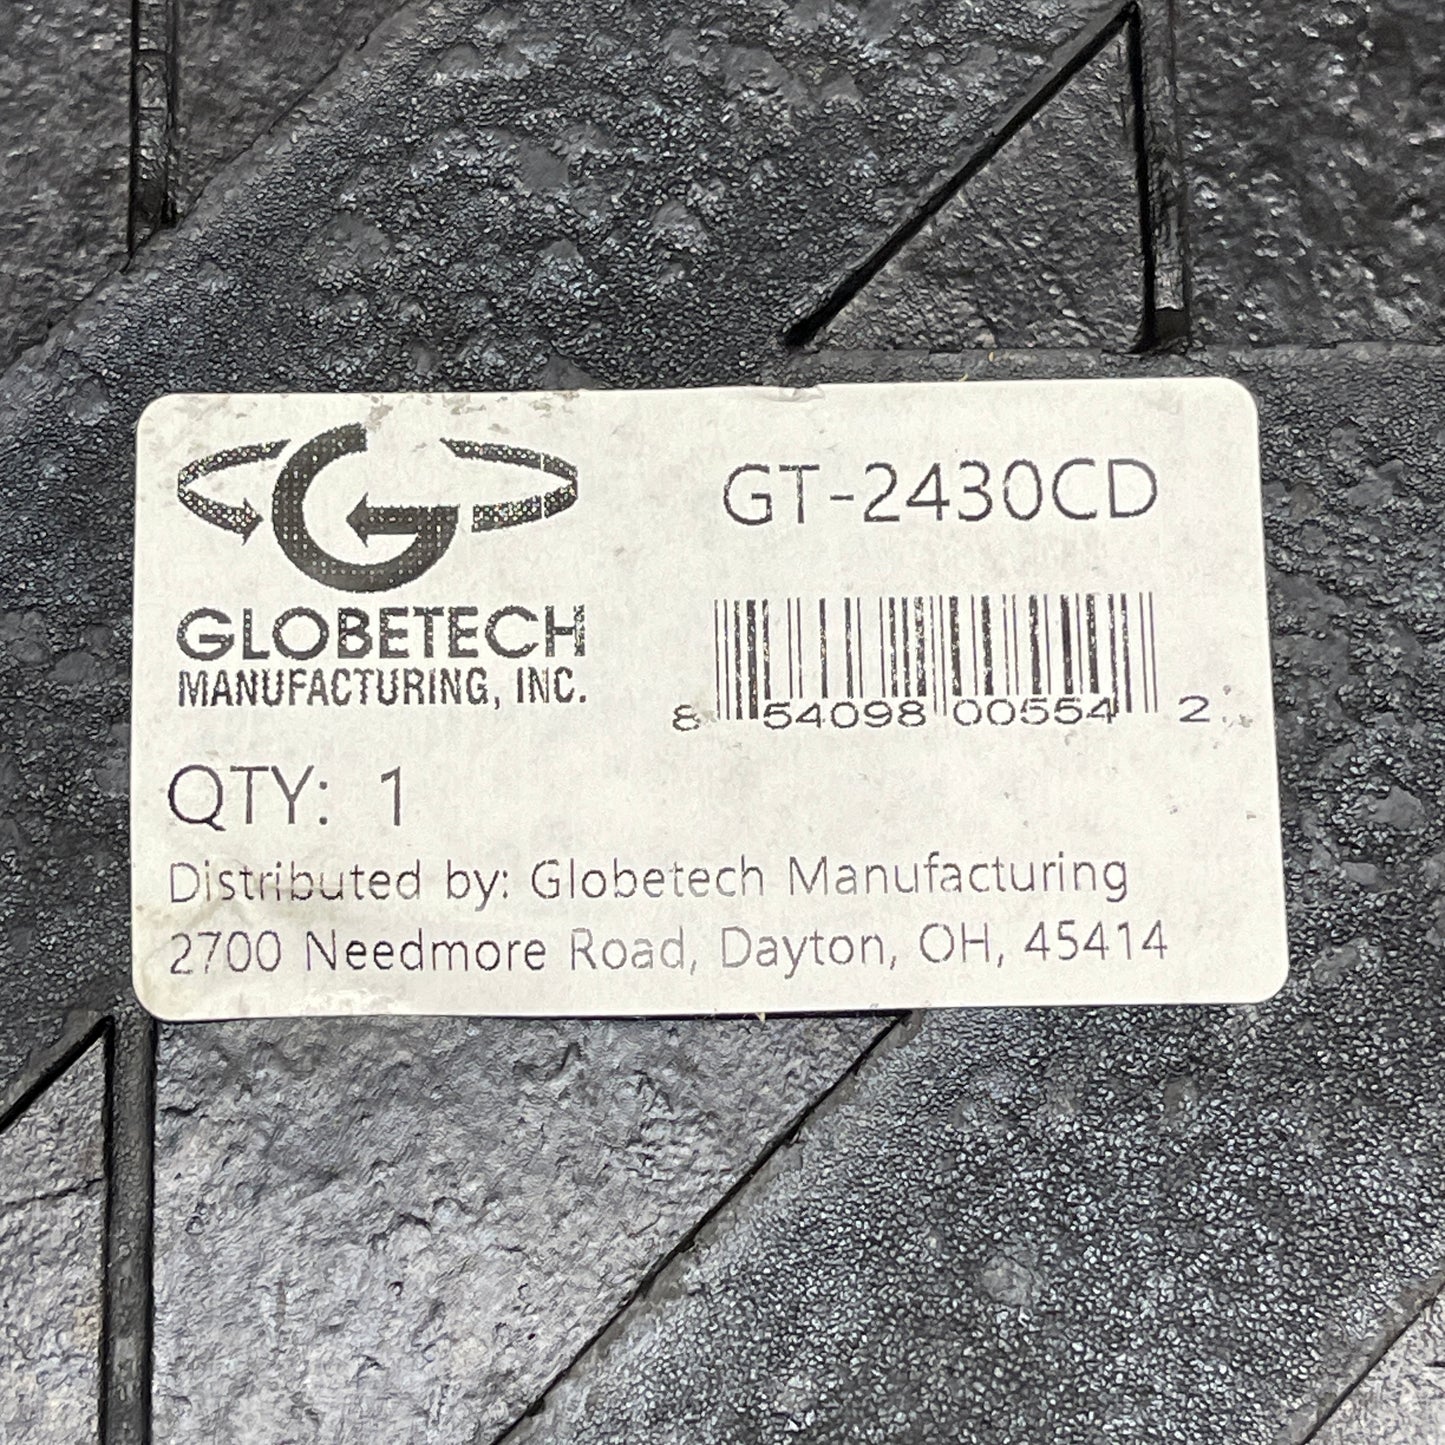 GLOBETECH
MANUFACTURING, INC.
GT-2430CD
8 54098 00554 2
QTY: 1
Distributed by: Globetech Manufacturing
2700 Needmore Road, Dayton, OH, 45414